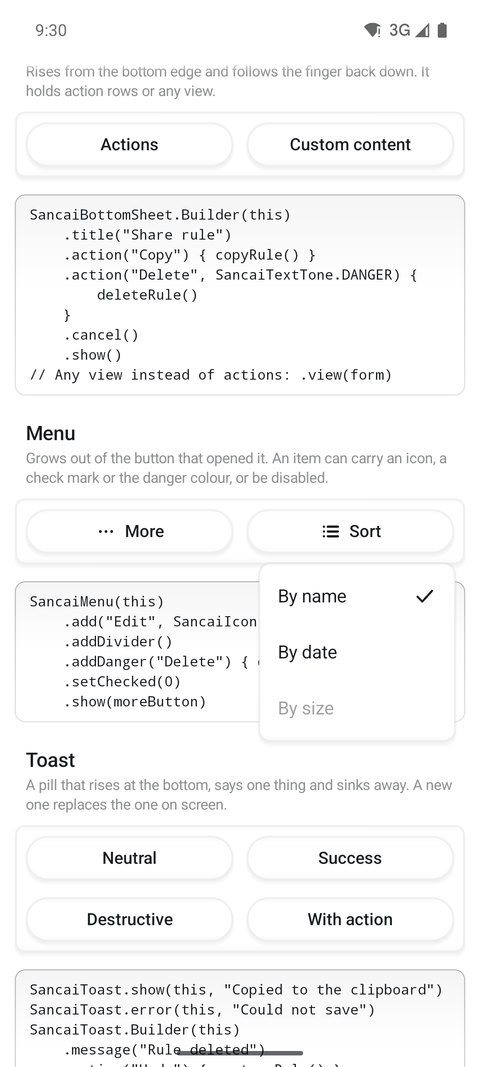 9:30
3G
Rises from the bottom edge and follows the finger back down. It
holds action rows or any view.
Actions
Custom content
SancaiBottomSheet.Builder(this)
    .title("Share rule")
    .action("Copy") { copyRule() }
    .action("Delete", SancaiTextTone.DANGER) {
        deleteRule()
    }
    .cancel()
    .show()
// Any view instead of actions: .view(form)
Menu
Grows out of the button that opened it. An item can carry an icon, a
check mark or the danger colour, or be disabled.
More
Sort
SancaiMenu(this)
    .add("Edit", SancaiIcon
    .addDivider()
    .addDanger("Delete") {
    .setChecked(0)
    .show(moreButton)
By name
By date
By size
Toast
A pill that rises at the bottom, says one thing and sinks away. A new
one replaces the one on screen.
Neutral
Success
Destructive
With action
SancaiToast.show(this, "Copied to the clipboard")
SancaiToast.error(this, "Could not save")
SancaiToast.Builder(this)
    .message("Rule deleted")